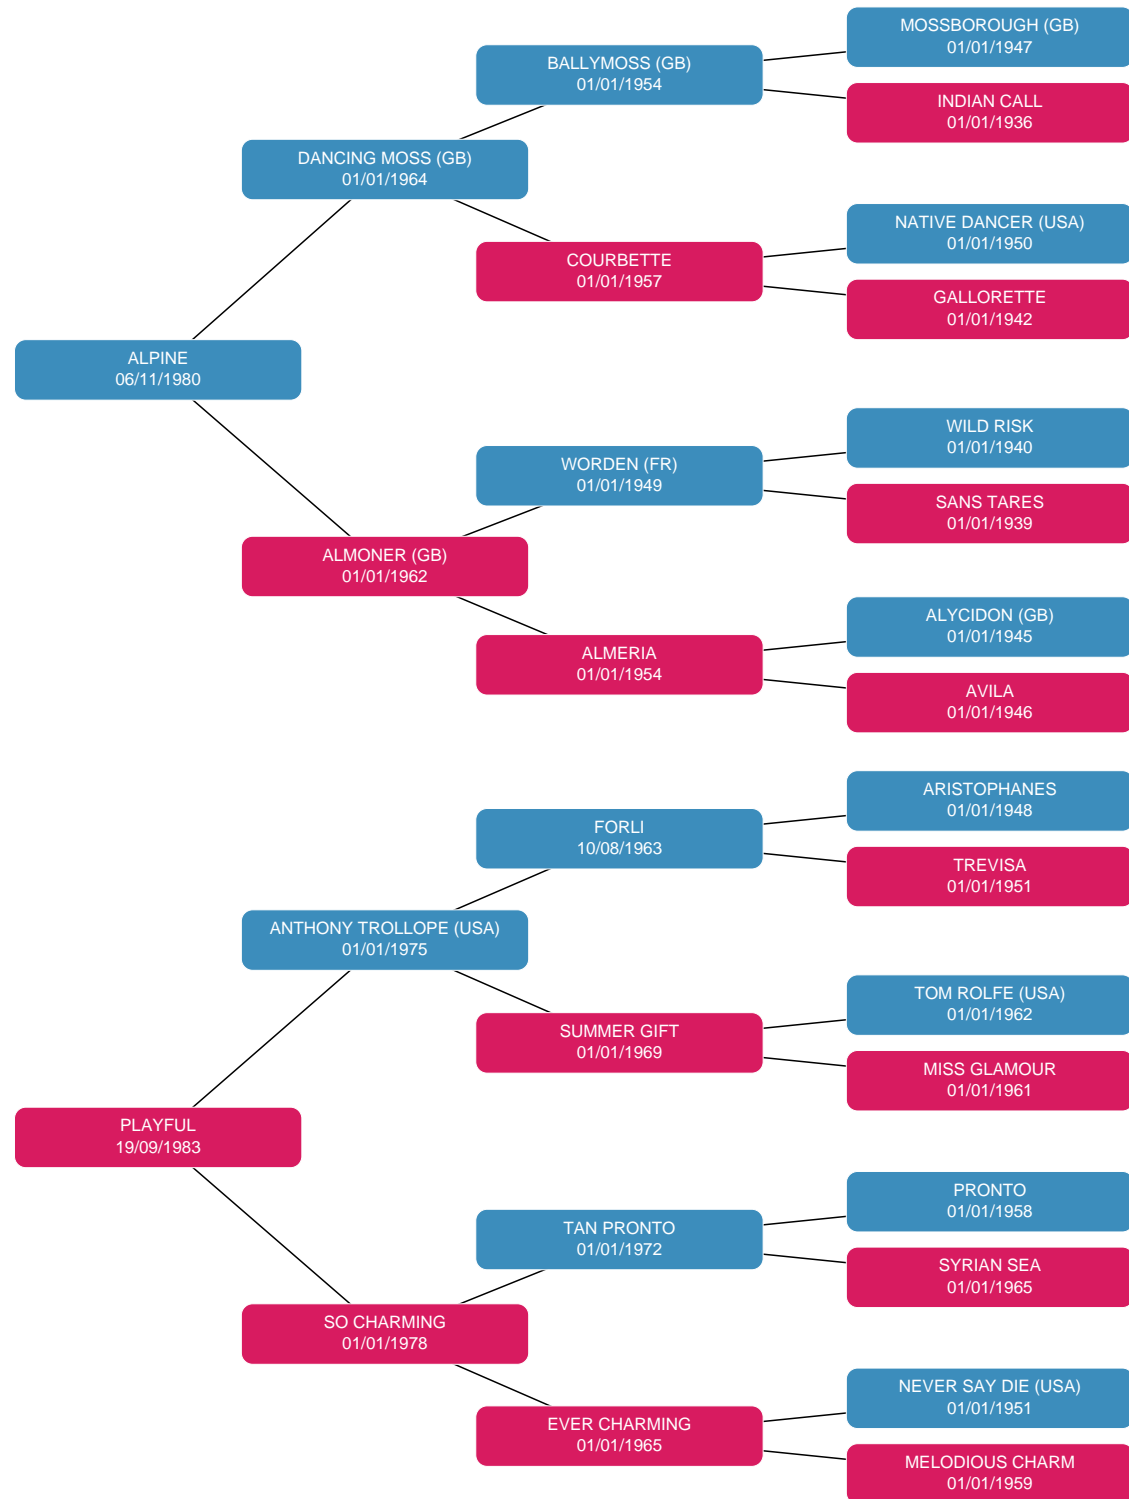 MOSSBOROUGH (GB)
01/01/1947
BALLYMOSS (GB)
01/01/1954
INDIAN CALL
01/01/1936
DANCING MOSS (GB)
01/01/1964
NATIVE DANCER (USA)
01/01/1950
COURBETTE
01/01/1957
GALLORETTE
01/01/1942
ALPINE
06/11/1980
WILD RISK
01/01/1940
WORDEN (FR)
01/01/1949
SANS TARES
01/01/1939
ALMONER (GB)
01/01/1962
ALYCIDON (GB)
01/01/1945
ALMERIA
01/01/1954
AVILA
01/01/1946
ARISTOPHANES
01/01/1948
FORLI
10/08/1963
TREVISA
01/01/1951
ANTHONY TROLLOPE (USA)
01/01/1975
TOM ROLFE (USA)
01/01/1962
SUMMER GIFT
01/01/1969
MISS GLAMOUR
01/01/1961
PLAYFUL
19/09/1983
PRONTO
01/01/1958
TAN PRONTO
01/01/1972
SYRIAN SEA
01/01/1965
SO CHARMING
01/01/1978
NEVER SAY DIE (USA)
01/01/1951
EVER CHARMING
01/01/1965
MELODIOUS CHARM
01/01/1959